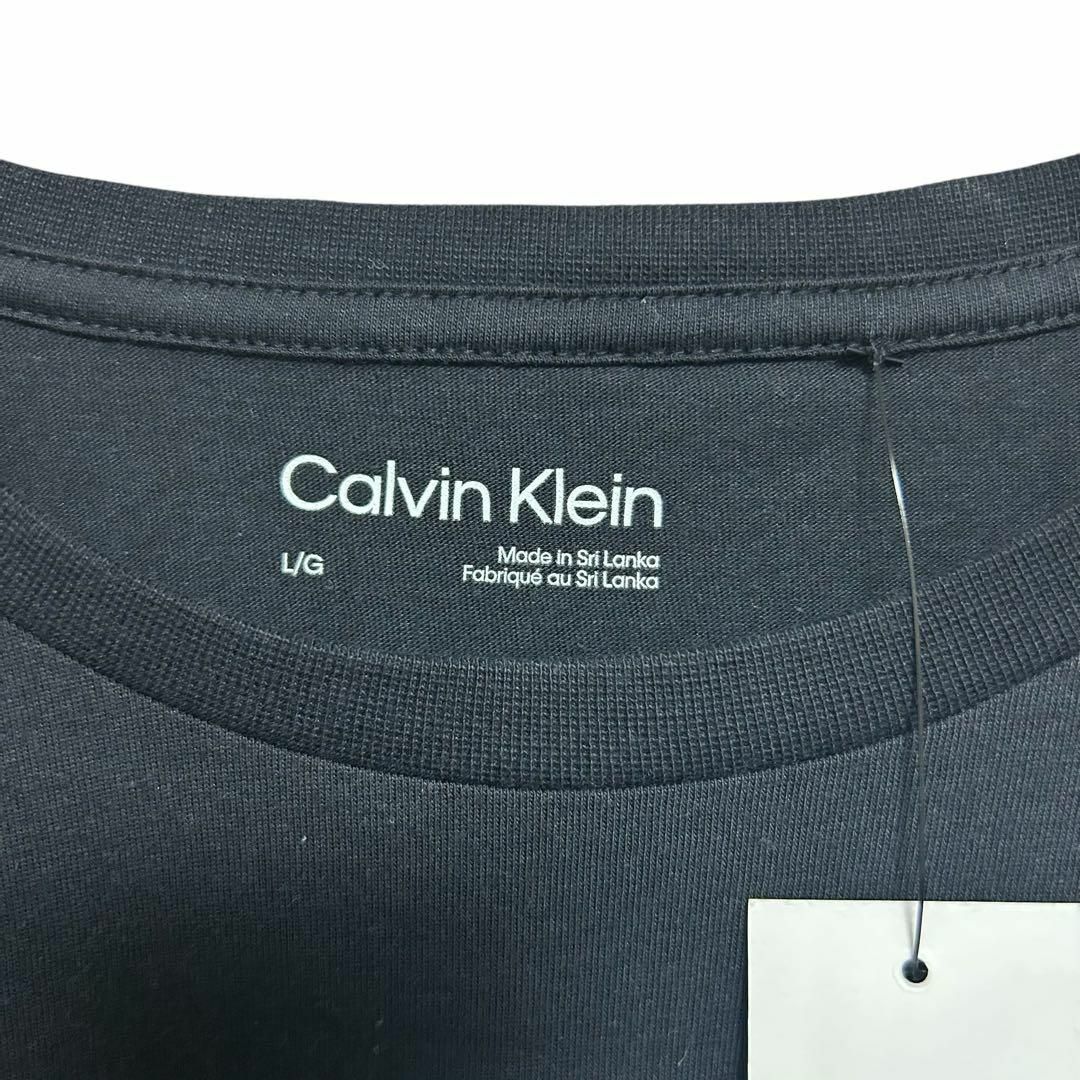 Calvin Klein
L/G
Made in Sri Lanka
Fabriqué au Sri Lanka